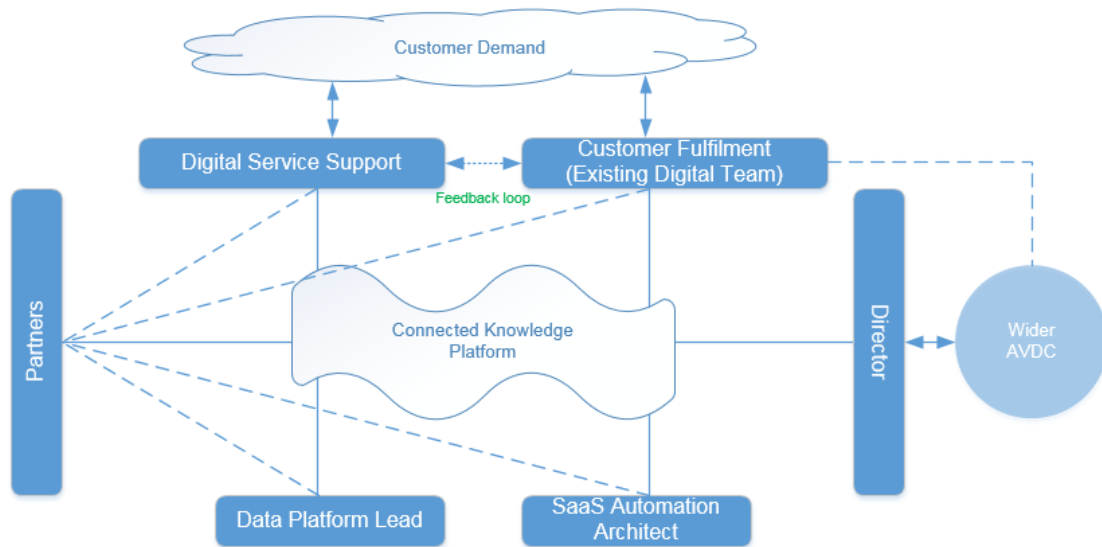 Customer Demand
Digital Service Support
Customer Fulfilment
(Existing Digital Team)
Feedback loop
Partners
Connected Knowledge
Platform
Director
Wider
AVDC
Data Platform Lead
SaaS Automation
Architect